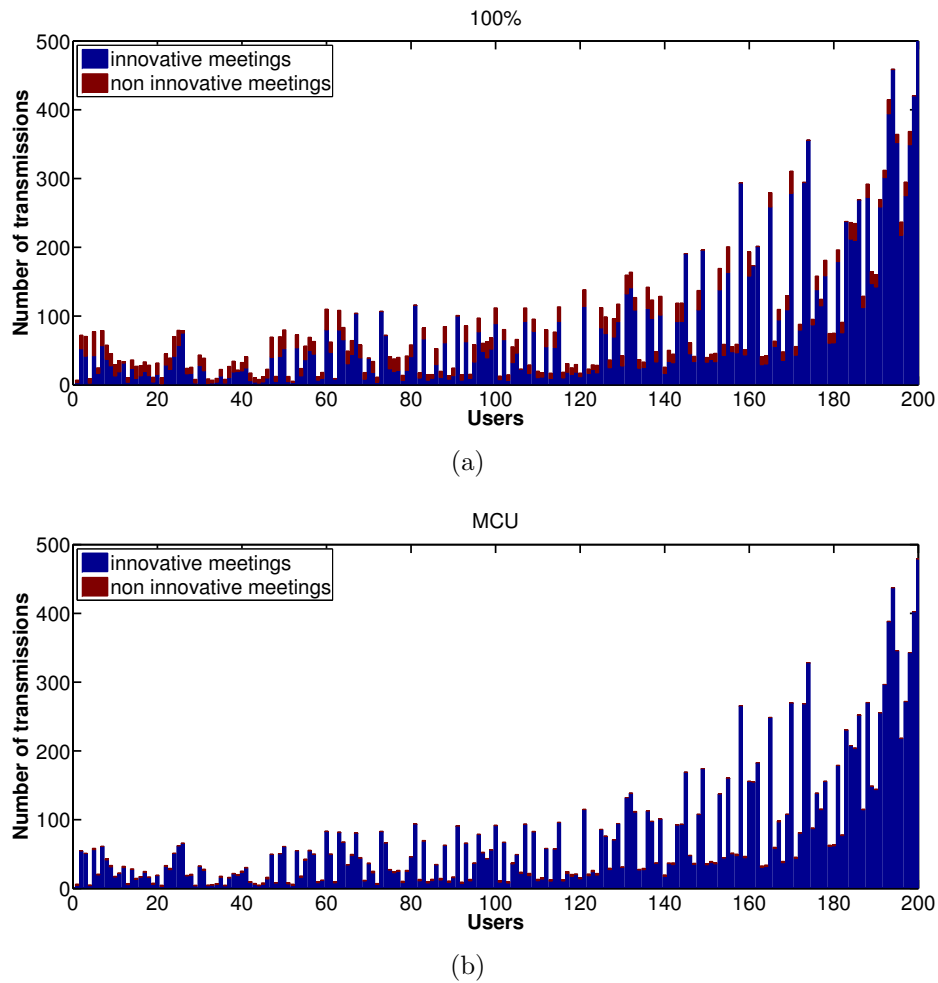 100%
500
400
300
200
100
0
Number of transmissions
innovative meetings
non innovative meetings
0 20 40 60 80 100 120 140 160 180 200
Users
(a)
MCU
500
400
300
200
100
0
Number of transmissions
innovative meetings
non innovative meetings
0 20 40 60 80 100 120 140 160 180 200
Users
(b)